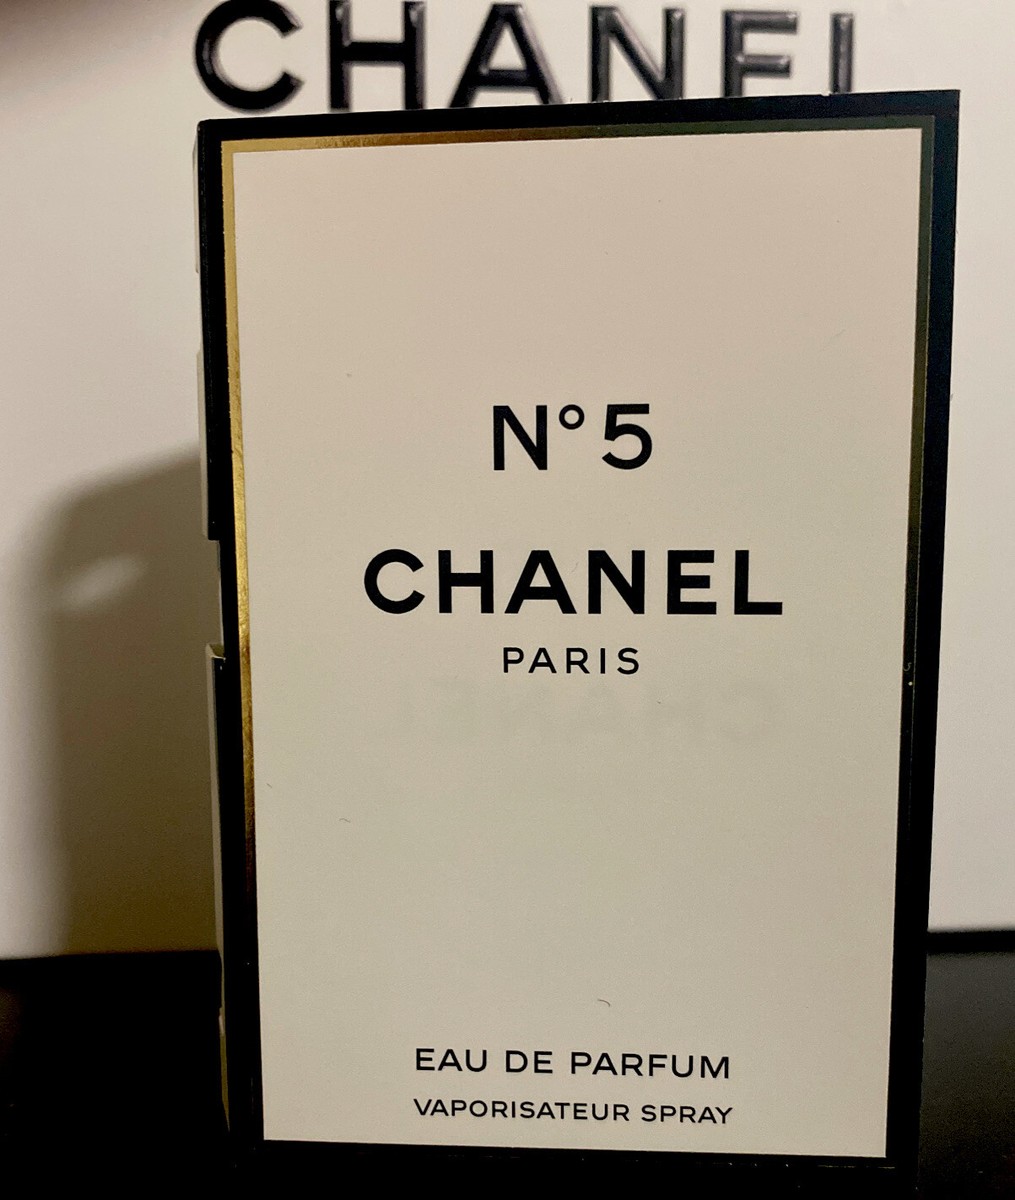 CHANEL
N°5
CHANEL
PARIS
EAU DE PARFUM
VAPORISATEUR SPRAY